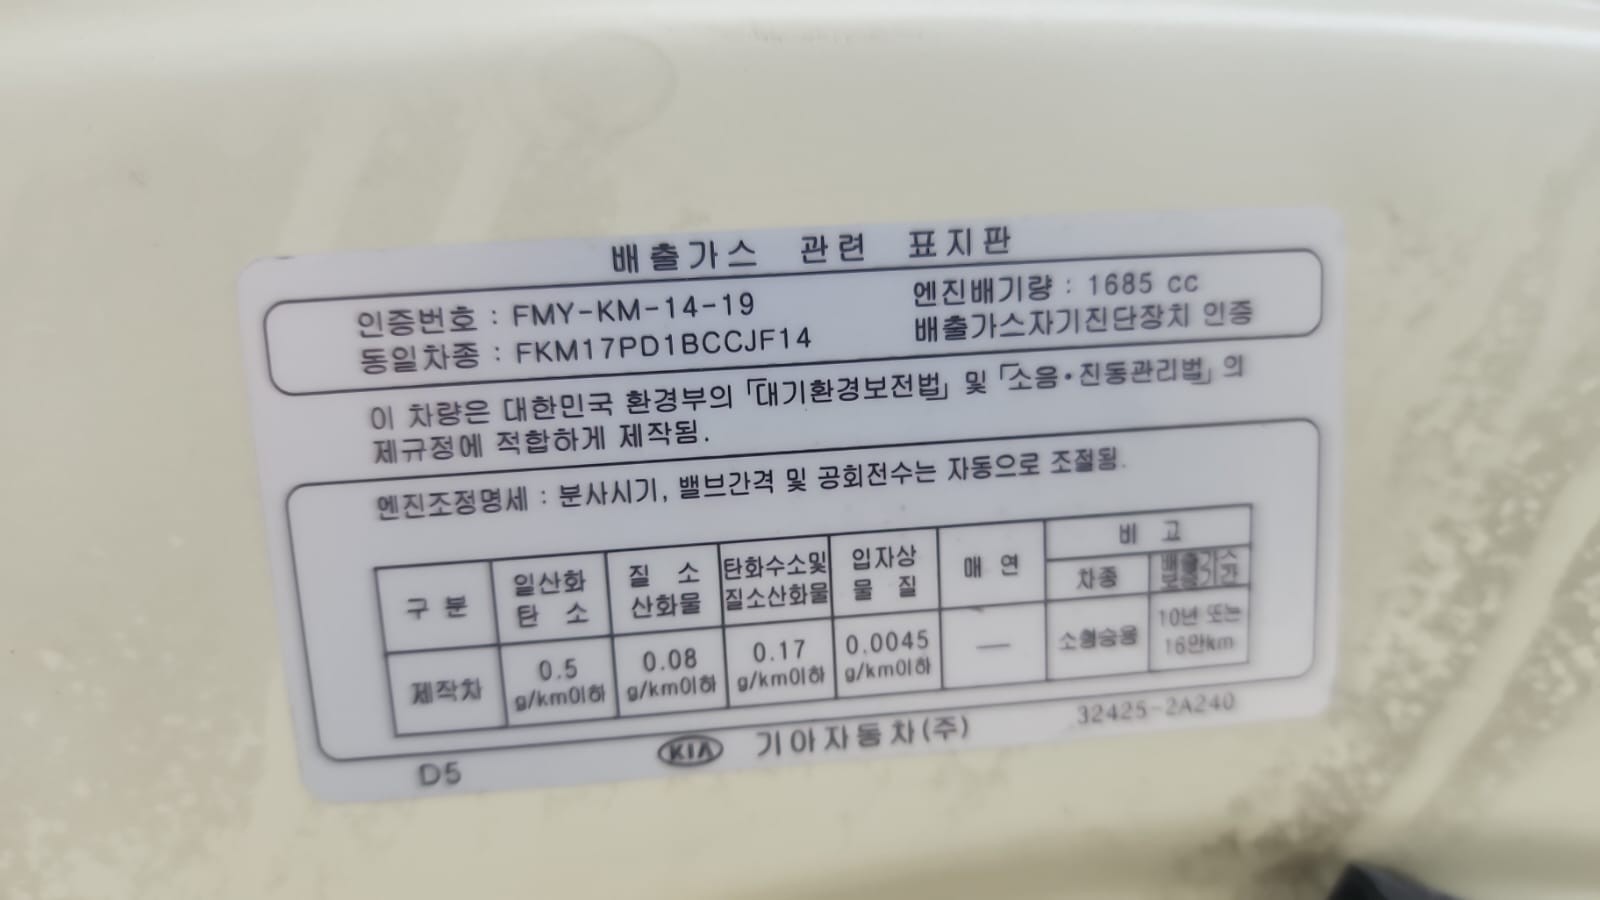 배출가스 관련 표지판
인증번호 : FMY-KM-14-19
동일차종 : FKM17PD1BCCJF14
엔진배기량 : 1685 cc
배출가스자기진단장치 인증
이 차량은 대한민국 환경부의 「대기환경보전법」 및 「소음·진동관리법」의
제규정에 적합하게 제작됨.
엔진조정명세 : 분사시기, 밸브간격 및 공회전수는 자동으로 조절됨.
구 분
일산화
탄 소
질 소
산화물
탄화수소및
질소산화물
입자상
물 질
매 연
비 고
차종
배출가스
보증기간
제작차
0.5
g/km이하
0.08
g/km이하
0.17
g/km이하
0.0045
g/km이하
—
소형승용
10년 또는
16만km
D5
KIA 기아자동차(주)
32425-2A240